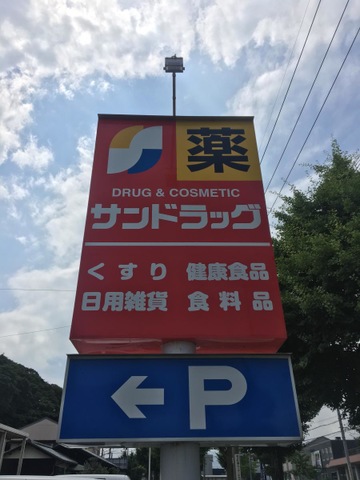 薬
DRUG & COSMETIC
サンドラッグ
くすり 健康食品
日用雑貨 食料品
←P